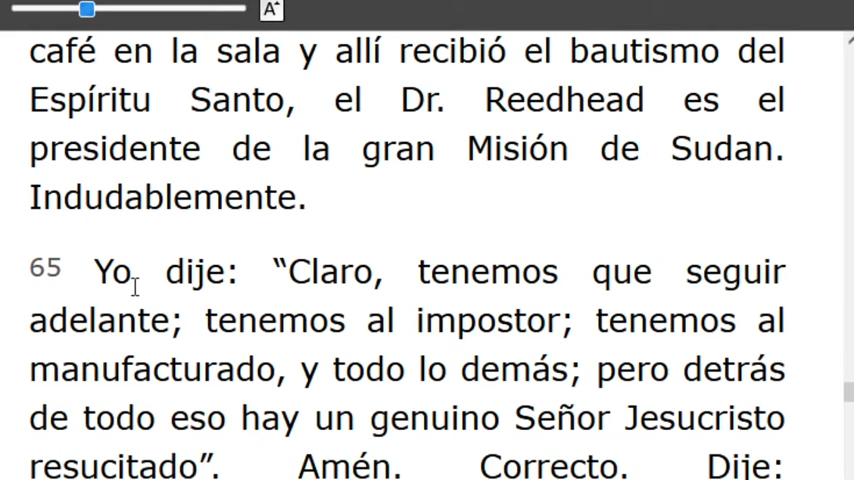 A
café en la sala y allí recibió el bautismo del
Espíritu Santo, el Dr. Reedhead es el
presidente de la gran Misión de Sudan.
Indudablemente.
65 Yo dije: “Claro, tenemos que seguir
adelante; tenemos al impostor; tenemos al
manufacturado, y todo lo demás; pero detrás
de todo eso hay un genuino Señor Jesucristo
resucitado”. Amén. Correcto. Dije: